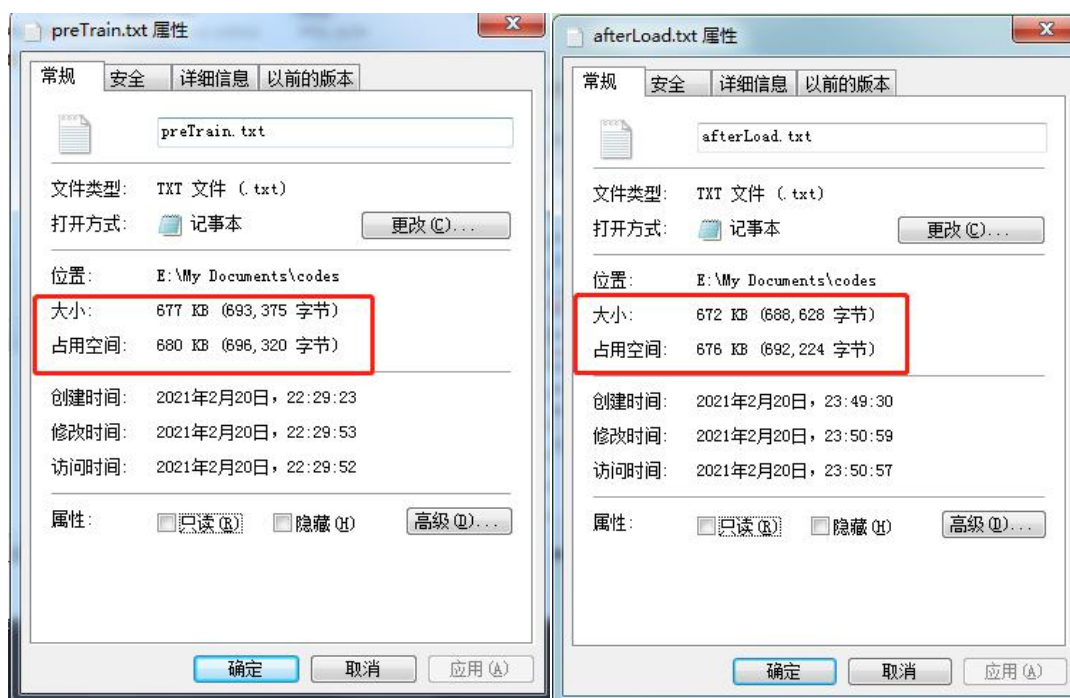 preTrain.txt 属性
常规 安全 详细信息 以前的版本
preTrain.txt
文件类型: TXT 文件 (.txt)
打开方式: 记事本 更改(C)...
位置: E:\My Documents\codes
大小: 677 KB (693,375 字节)
占用空间: 680 KB (696,320 字节)
创建时间: 2021年2月20日，22:29:23
修改时间: 2021年2月20日，22:29:53
访问时间: 2021年2月20日，22:29:52
属性: 只读(R) 隐藏(H) 高级(D)...
确定 取消 应用(A)
afterLoad.txt 属性
常规 安全 详细信息 以前的版本
afterLoad.txt
文件类型: TXT 文件 (.txt)
打开方式: 记事本 更改(C)...
位置: E:\My Documents\codes
大小: 672 KB (688,628 字节)
占用空间: 676 KB (692,224 字节)
创建时间: 2021年2月20日，23:49:30
修改时间: 2021年2月20日，23:50:59
访问时间: 2021年2月20日，23:50:57
属性: 只读(R) 隐藏(H) 高级(D)...
确定 取消 应用(A)